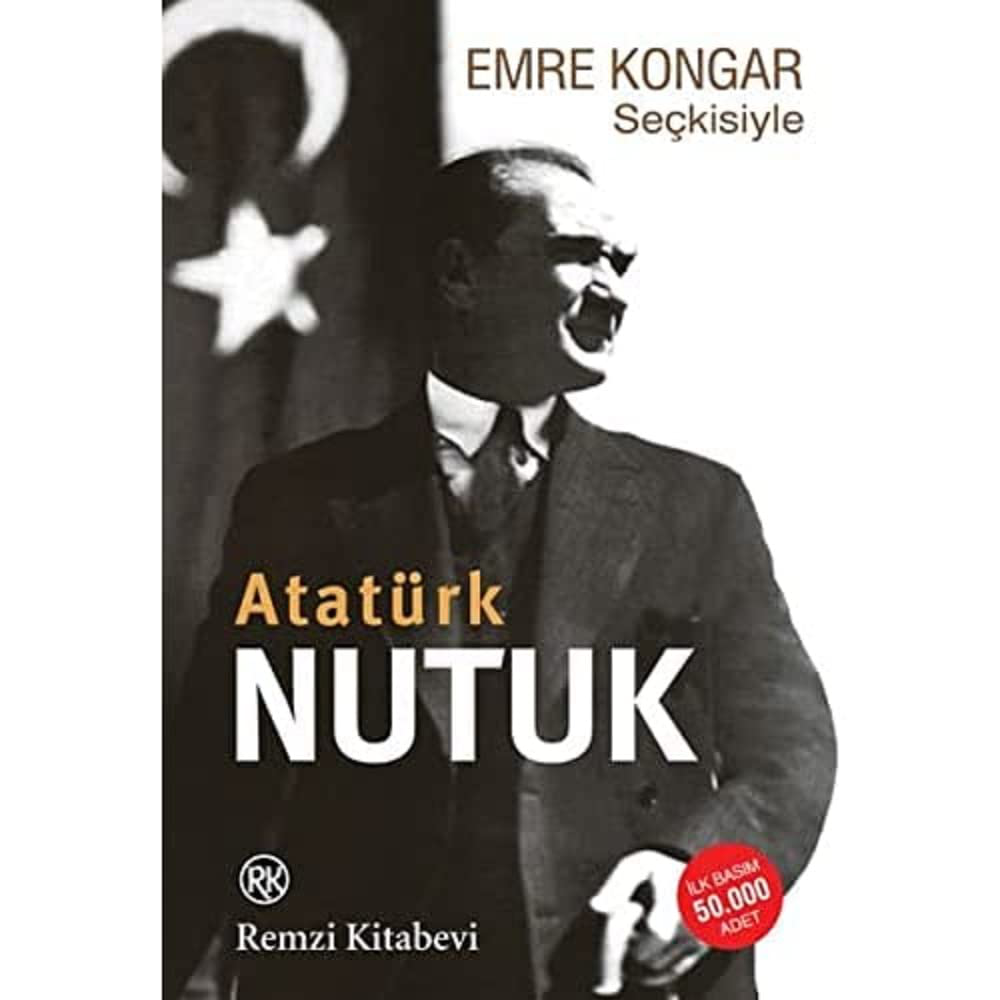 EMRE KONGAR
Seçkisiyle
Atatürk
NUTUK
RK
Remzi Kitabevi
İLK BASIM
50.000
ADET